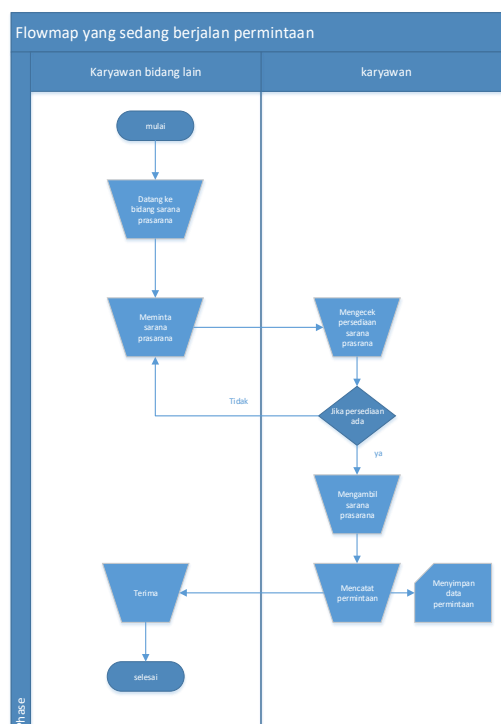 Flowmap yang sedang berjalan permintaan
Karyawan bidang lain
karyawan
mulai
Datang ke
bidang sarana
prasarana
Meminta
sarana
prasarana
Mengecek
persediaan
sarana
prasrana
Tidak
Jika persediaan
ada
ya
Mengambil
sarana
prasarana
Terima
Mencatat
permintaan
Menyimpan
data
permintaan
selesai
Phase